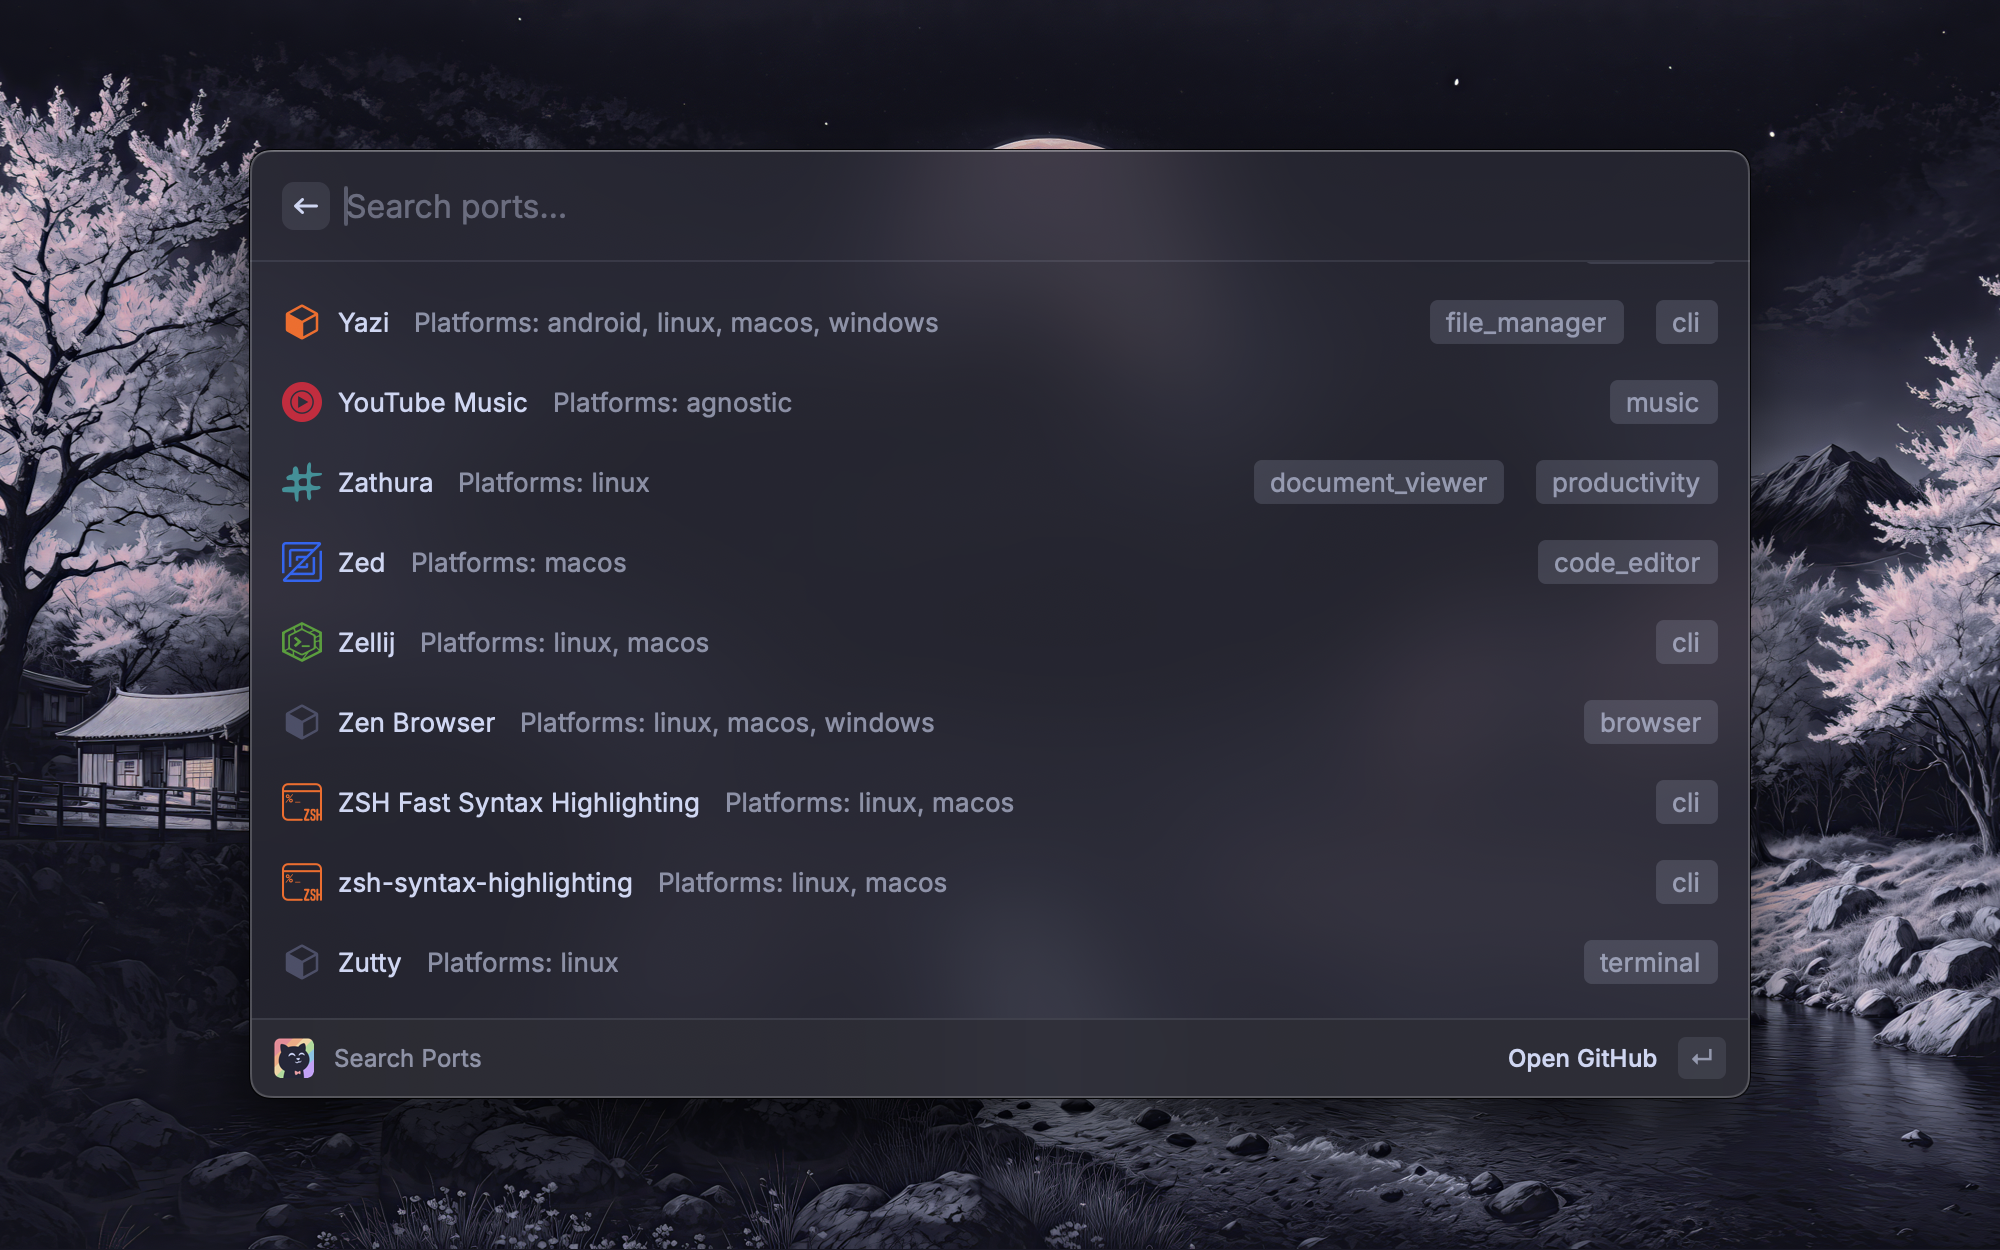 Search ports...
Yazi Platforms: android, linux, macos, windows file_manager cli
YouTube Music Platforms: agnostic music
Zathura Platforms: linux document_viewer productivity
Zed Platforms: macos code_editor
Zellij Platforms: linux, macos cli
Zen Browser Platforms: linux, macos, windows browser
%_ ZSH ZSH Fast Syntax Highlighting Platforms: linux, macos cli
%_ ZSH zsh-syntax-highlighting Platforms: linux, macos cli
Zutty Platforms: linux terminal
Search Ports Open GitHub